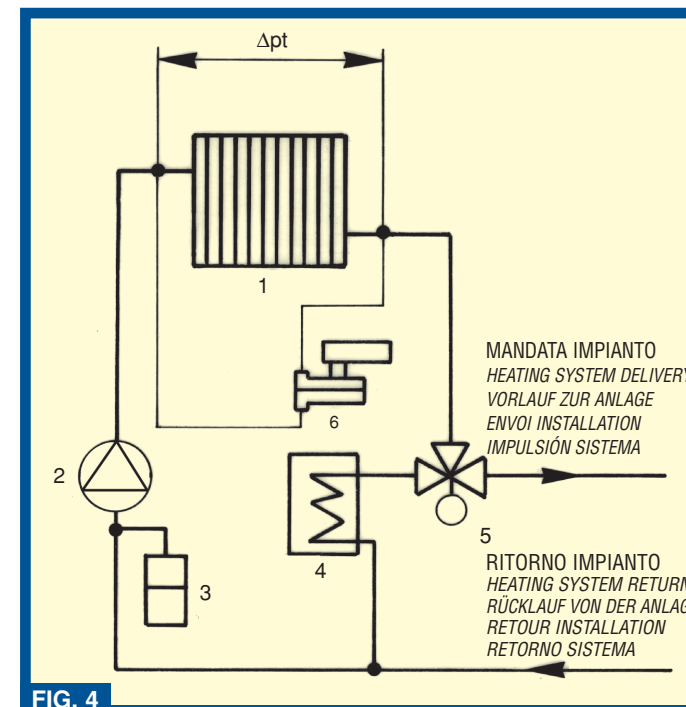 Δpt
1
2
3
4
5
6
MANDATA IMPIANTO
HEATING SYSTEM DELIVERY
VORLAUF ZUR ANLAGE
ENVOI INSTALLATION
IMPULSIÓN SISTEMA
RITORNO IMPIANTO
HEATING SYSTEM RETURN
RÜCKLAUF VON DER ANLAG
RETOUR INSTALLATION
RETORNO SISTEMA
FIG. 4